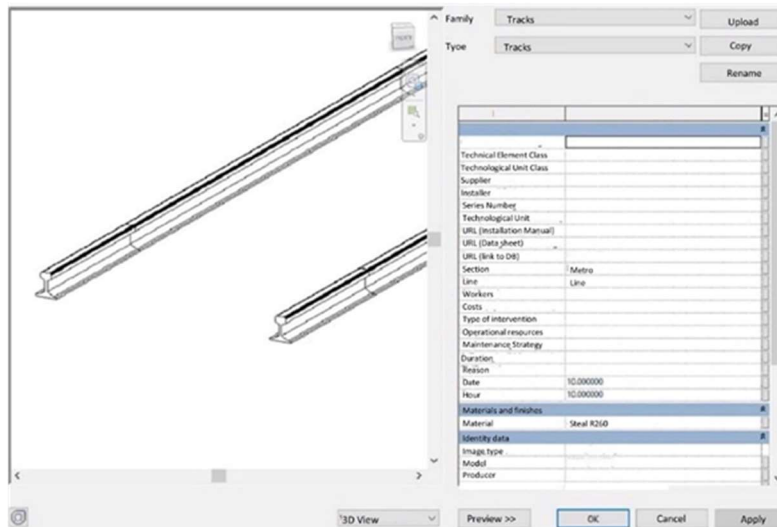 Family Tracks Upload
Tyoe Tracks Copy
Rename
Technical Element Class
Technological Unit Class
Supplier
Installer
Series Number
Technological Unit
URL (Installation Manual)
URL (Data sheet)
URL (link to DB)
Section Metro
Line Line
Workers
Costs
Type of intervention
Operational resources
Maintenance Strategy
Duration
Reason
Date 10.000000
Hour 10.000000
Materials and finishes
Material Steal R260
Identity data
Image type
Model
Producer
3D View Preview >> OK Cancel Apply